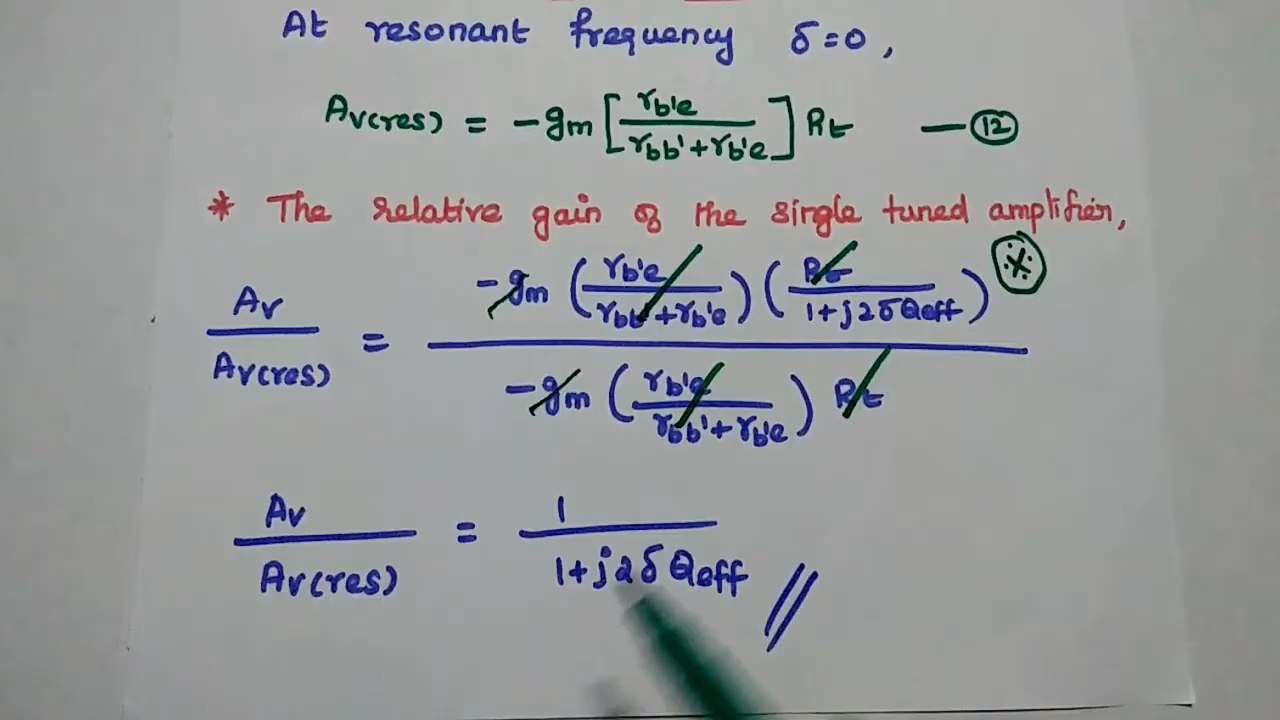 At resonant frequency δ=0,
Av(res) = -gm [ rb'e / rbb' + rb'e ] Rt — 12
* The relative gain of the single tuned amplifier,
Av / Av(res) = -gm ( rb'e / rbb' + rb'e ) ( Rt / 1+j2δQeff ) / -gm ( rb'e / rbb' + rb'e ) Rt
Av / Av(res) = 1 / 1+j2δQeff //